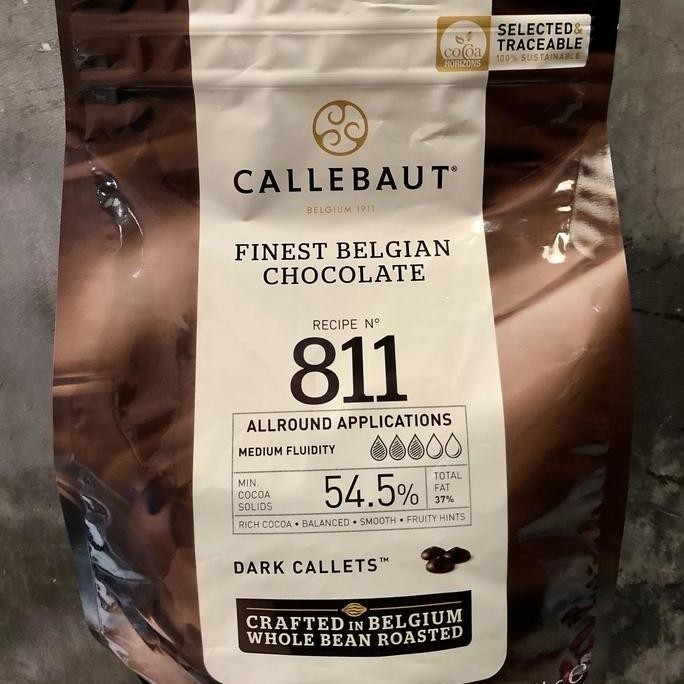 cocoa
HORIZONS
SELECTED&
TRACEABLE
100% SUSTAINABLE
CALLEBAUT®
BELGIUM 1911
FINEST BELGIAN
CHOCOLATE
RECIPE Nº
811
ALLROUND APPLICATIONS
MEDIUM FLUIDITY
MIN.
COCOA
SOLIDS
54.5%
TOTAL
FAT
37%
RICH COCOA • BALANCED • SMOOTH • FRUITY HINTS
DARK CALLETS™
CRAFTED IN BELGIUM
WHOLE BEAN ROASTED